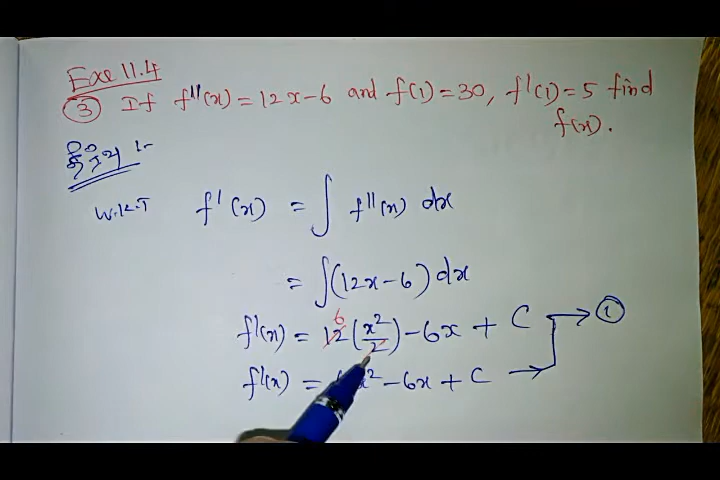 Exe 11.4
③ If f''(x) = 12x-6 and f(1) = 30, f'(1) = 5 find
f(x).
தீர்வு :-
W.K.T f'(x) = ∫ f''(x) dx
= ∫(12x-6) dx
6
f'(x) = 12(x²/2) - 6x + C → ①
f'(x) = x² - 6x + C →